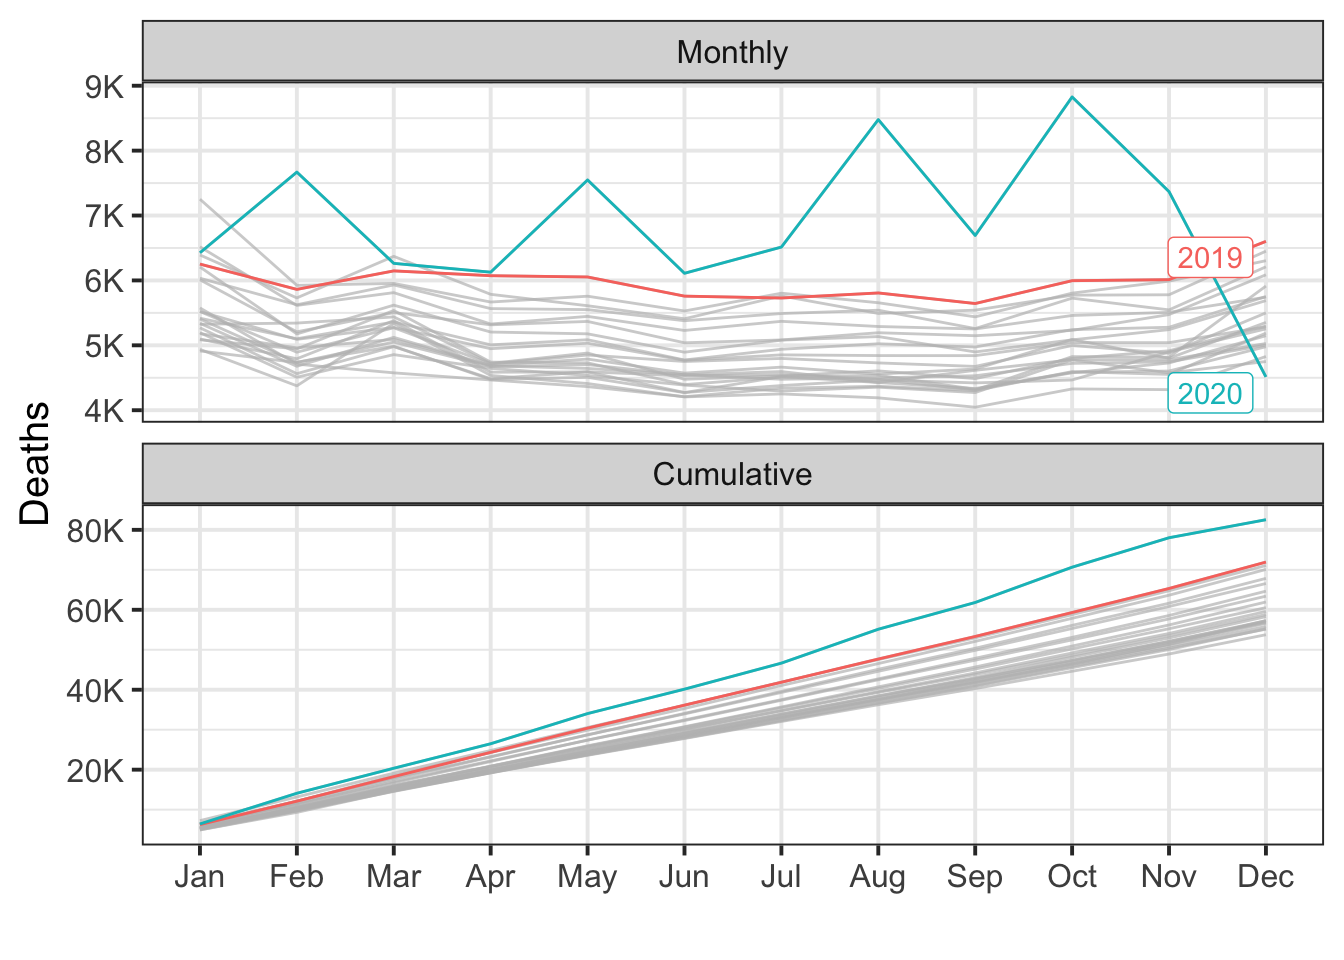 Monthly
9K
8K
7K
6K
5K
4K
2019
2020
Deaths
Cumulative
80K
60K
40K
20K
Jan Feb Mar Apr May Jun Jul Aug Sep Oct Nov Dec